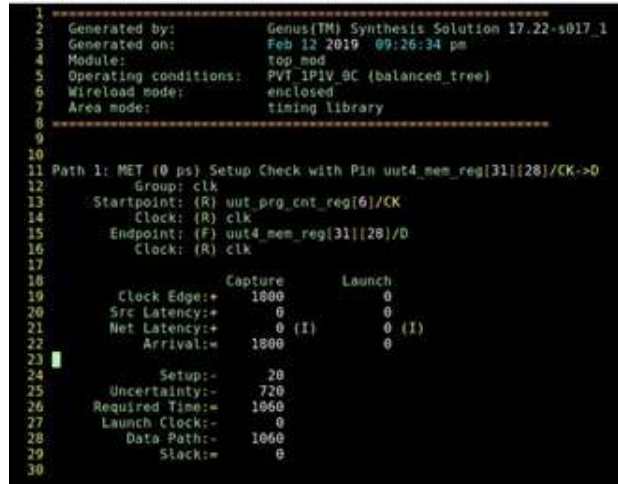 1 ============================================================
2 Generated by: Genus(TM) Synthesis Solution 17.22-s017_1
3 Generated on: Feb 12 2019 09:26:34 pm
4 Module: top_mod
5 Operating conditions: PVT_1P1V_0C (balanced_tree)
6 Wireload mode: enclosed
7 Area mode: timing library
8 ============================================================
9
10
11 Path 1: MET (0 ps) Setup Check with Pin uut4_mem_reg[31][28]/CK->D
12 Group: clk
13 Startpoint: (R) uut_prg_cnt_reg[6]/CK
14 Clock: (R) clk
15 Endpoint: (F) uut4_mem_reg[31][28]/D
16 Clock: (R) clk
17
18 Capture Launch
19 Clock Edge:+ 1800 0
20 Src Latency:+ 0 0
21 Net Latency:+ 0 (I) 0 (I)
22 Arrival:= 1800 0
23
24 Setup:- 20
25 Uncertainty:- 720
26 Required Time:= 1060
27 Launch Clock:- 0
28 Data Path:- 1060
29 Slack:= 0
30